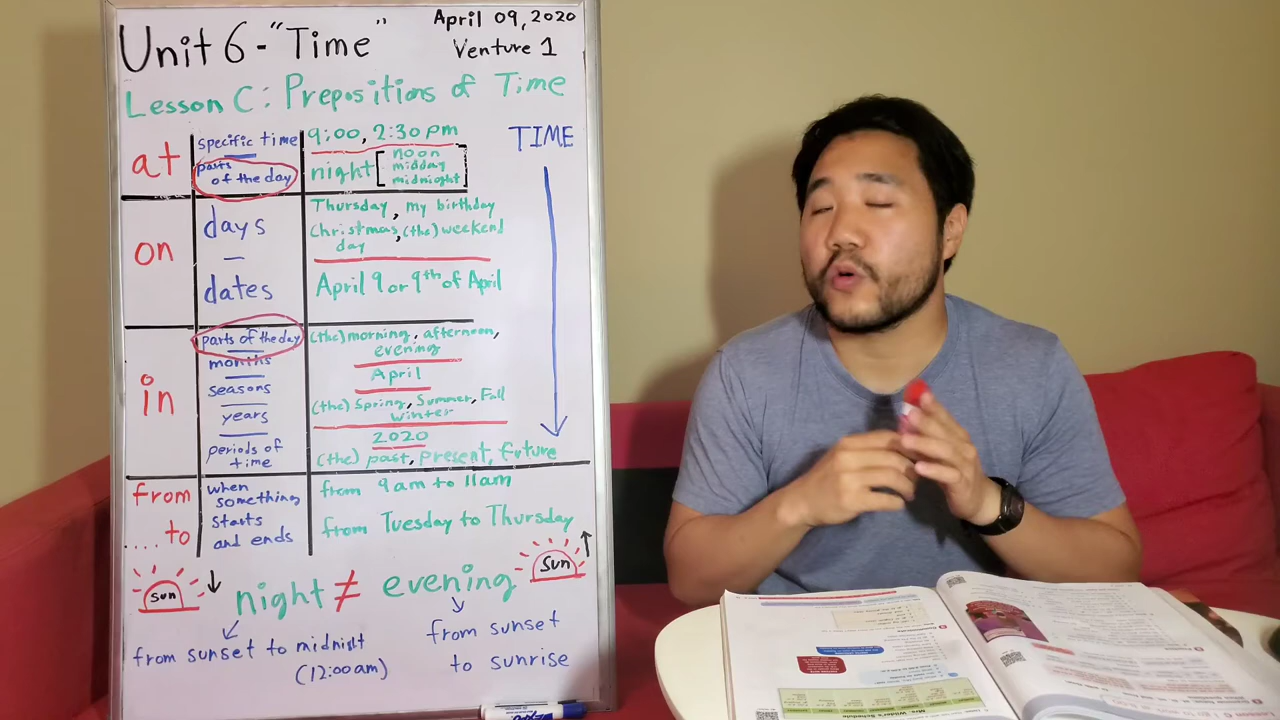 April 09, 2020
Unit 6 - "Time"
Venture 1
Lesson C: Prepositions of Time
TIME
at
specific time
9:00, 2:30 pm
parts
of the day
night
noon
midday
midnight
on
days
Thursday, my birthday
Christmas, (the) weekend
day
dates
April 9 or 9th of April
in
parts of the day
(the) morning, afternoon,
evening
months
April
seasons
(the) Spring, Summer, Fall
Winter
years
2020
periods of
time
(the) past, present, future
from
.... to
when
something
starts
and ends
from 9am to 11am
from Tuesday to Thursday
Sun
night ≠ evening
Sun
from sunset to midnist
(12:00am)
from sunset
to sunrise
Mrs. Wilder's Schedule